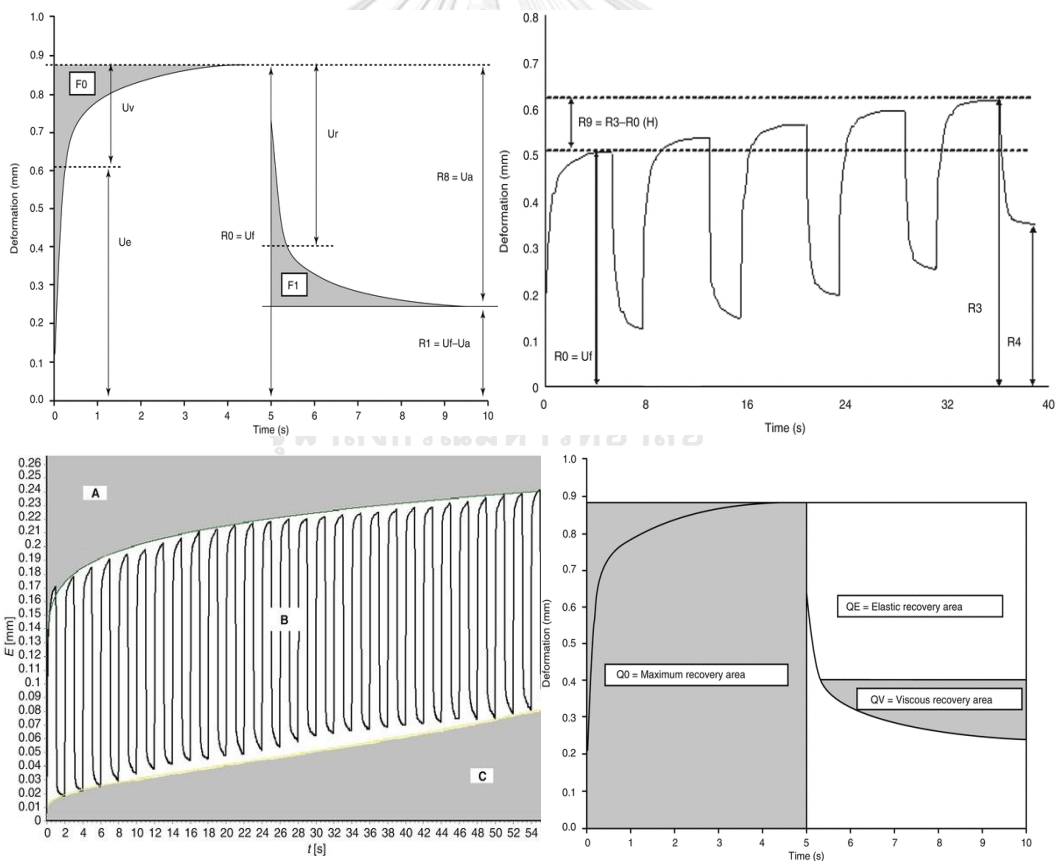 1.0
0.9
0.8
0.7
0.6
0.5
0.4
0.3
0.2
0.1
0.0
Deformation (mm)
F0
Uv
Ue
Ur
R8 = Ua
R0 = Uf
F1
R1 = Uf–Ua
0 1 2 3 4 5 6 7 8 9 10
Time (s)
0.8
0.7
0.6
0.5
0.4
0.3
0.2
0.1
0
Deformation (mm)
R9 = R3–R0 (H)
R3
R4
R0 = Uf
0 8 16 24 32 40
Time (s)
0.26
0.25
0.24
0.23
0.22
0.21
0.2
0.19
0.18
0.17
0.16
0.15
0.14
0.13
0.12
0.11
0.1
0.09
0.08
0.07
0.06
0.05
0.04
0.03
0.02
0.01
0
E [mm]
A
B
C
0 2 4 6 8 10 12 14 16 18 20 22 24 26 28 30 32 34 36 38 40 42 44 46 48 50 52 54
t [s]
1.0
0.9
0.8
0.7
0.6
0.5
0.4
0.3
0.2
0.1
0.0
Deformation (mm)
QE = Elastic recovery area
Q0 = Maximum recovery area
QV = Viscous recovery area
0 1 2 3 4 5 6 7 8 9 10
Time (s)